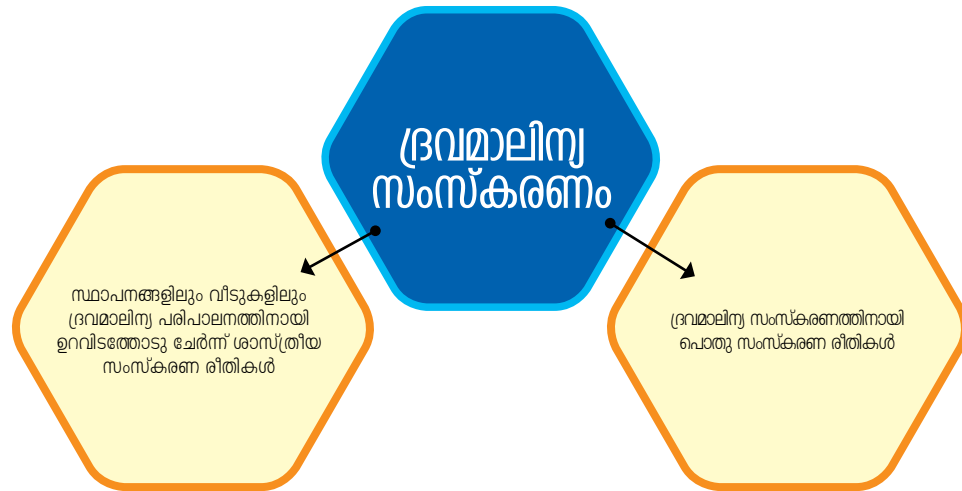 ദ്രവമാലിന്യ
സംസ്കരണം
സ്ഥാപനങ്ങളിലും വീടുകളിലും
ദ്രവമാലിന്യ പരിപാലനത്തിനായി
ഉറവിടത്തോടു ചേർന്ന് ശാസ്ത്രീയ
സംസ്കരണ രീതികൾ
ദ്രവമാലിന്യ സംസ്കരണത്തിനായി
പൊതു സംസ്കരണ രീതികൾ